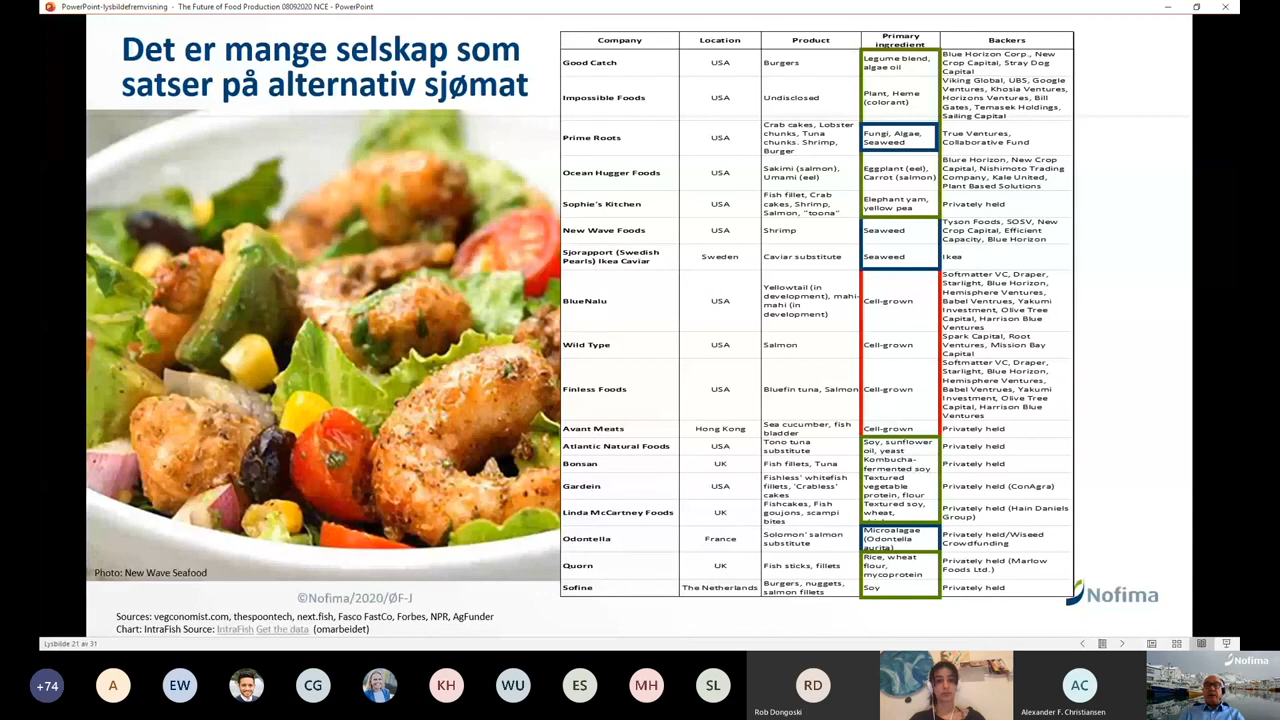 PowerPoint-lysbildefremvisning - The Future of Food Production 08092020 NCE - PowerPoint
Det er mange selskap som
satser på alternativ sjømat
Company Location Product Primary ingredient Backers
Good Catch USA Burgers Legume blend, algae oil Blue Horizon Corp., New Crop Capital, Stray Dog Capital
Impossible Foods USA Undisclosed Plant, Heme (colorant) Viking Global, UBS, Google Ventures, Khosia Ventures, Horizons Ventures, Bill Gates, Temasek Holdings, Sailing Capital
Prime Roots USA Crab cakes, Lobster chunks, Tuna chunks. Shrimp, Burger Fungi, Algae, Seaweed True Ventures, Collaborative Fund
Ocean Hugger Foods USA Sakimi (salmon), Umami (eel) Eggplant (eel), Carrot (salmon) Blure Horizon, New Crop Capital, Nishimoto Trading Company, Kale United, Plant Based Solutions
Sophie's Kitchen USA Fish fillet, Crab cakes, Shrimp, Salmon, "toona" Elephant yam, yellow pea Privately held
New Wave Foods USA Shrimp Seaweed Tyson Foods, SOSV, New Crop Capital, Efficient Capacity, Blue Horizon
Sjorapport (Swedish Pearls) Ikea Caviar Sweden Caviar substitute Seaweed Ikea
BlueNalu USA Yellowtail (in development), mahi-mahi (in development) Cell-grown Softmatter VC, Draper, Starlight, Blue Horizon, Hemisphere Ventures, Babel Ventrues, Yakumi Investment, Olive Tree Capital, Harrison Blue Ventures
Wild Type USA Salmon Cell-grown Spark Capital, Root Ventures, Mission Bay Capital
Finless Foods USA Bluefin tuna, Salmon Cell-grown Softmatter VC, Draper, Starlight, Blue Horizon, Hemisphere Ventures, Babel Ventrues, Yakumi Investment, Olive Tree Capital, Harrison Blue Ventures
Avant Meats Hong Kong Sea cucumber, fish bladder Cell-grown Privately held
Atlantic Natural Foods USA Tono tuna substitute Soy, sunflower oil, yeast Privately held
Bonsan UK Fish fillets, Tuna Kombucha-fermented soy Privately held
Gardein USA Fishless' whitefish fillets, 'Crabless' cakes Textured vegetable protein, flour Privately held (ConAgra)
Linda McCartney Foods UK Fishcakes, Fish goujons, scampi bites Textured soy, wheat, Privately held (Hain Daniels Group)
Odontella France Solomon' salmon substitute Microalagae (Odontella aurita) Privately held/Wiseed Crowdfunding
Quorn UK Fish sticks, fillets Rice, wheat flour, mycoprotein Privately held (Marlow Foods Ltd.)
Sofine The Netherlands Burgers, nuggets, salmon fillets Soy Privately held
Photo: New Wave Seafood
©Nofima/2020/ØF-J
Nofima
Sources: vegconomist.com, thespoontech, next.fish, Fasco FastCo, Forbes, NPR, AgFunder
Chart: IntraFish Source: IntraFish Get the data (omarbeidet)
Lysbilde 21 av 31
+74 A EW CG KH WU ES MH SL RD AC
Nofima
Rob Dongoski
Alexander F. Christiansen